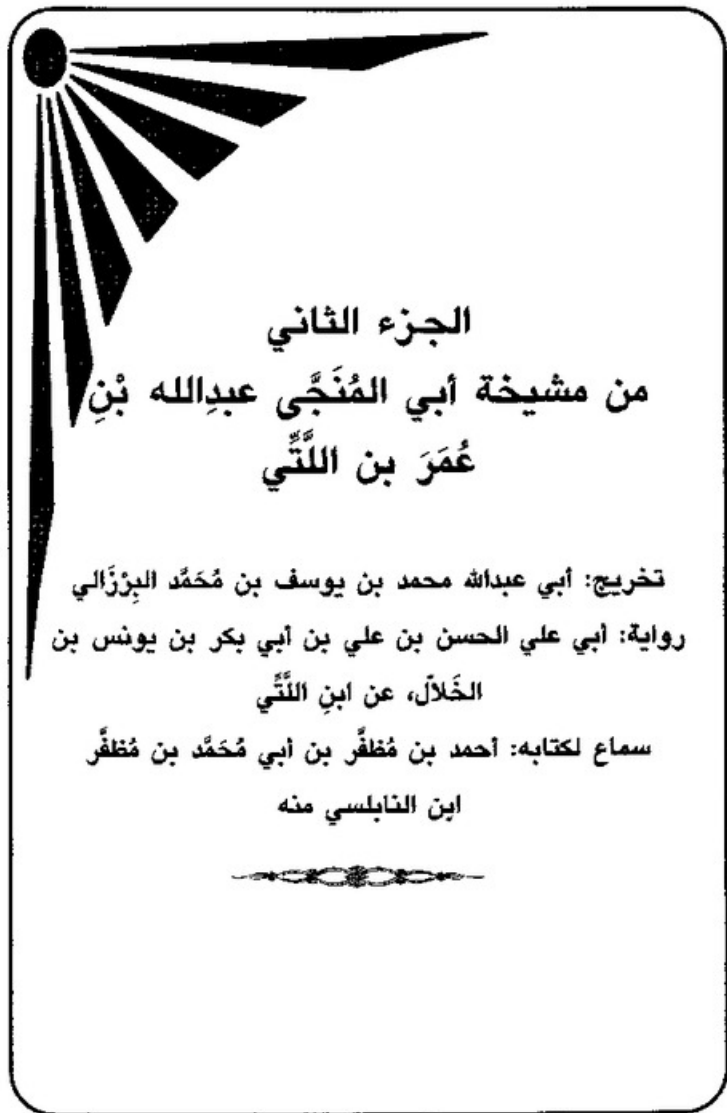 الجزء الثاني
من مشيخة أبي المُنَجَّى عبدِالله بْنِ
عُمَرَ بن اللَّتِّي
تخريج: أبي عبدالله محمد بن يوسف بن مُحَمَّد البِرْزَالي
رواية: أبي علي الحسن بن علي بن أبي بكر بن يونس بن
الخَلاَّل، عن ابنِ اللَّتِّي
سماع لكتابه: أحمد بن مُظفَّر بن أبي مُحَمَّد بن مُظفَّر
ابن النابلسي منه